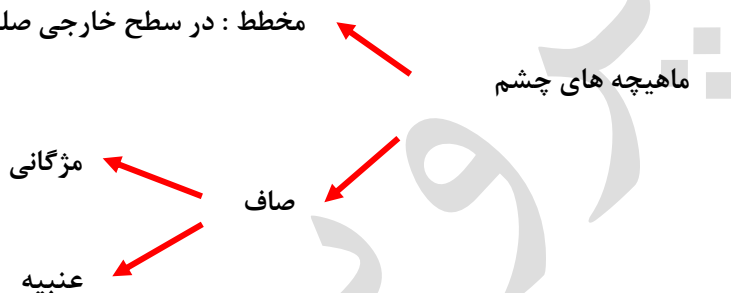 مخطط : در سطح خارجی
ماهیچه های چشم
مژگانی
صاف
عنبیه